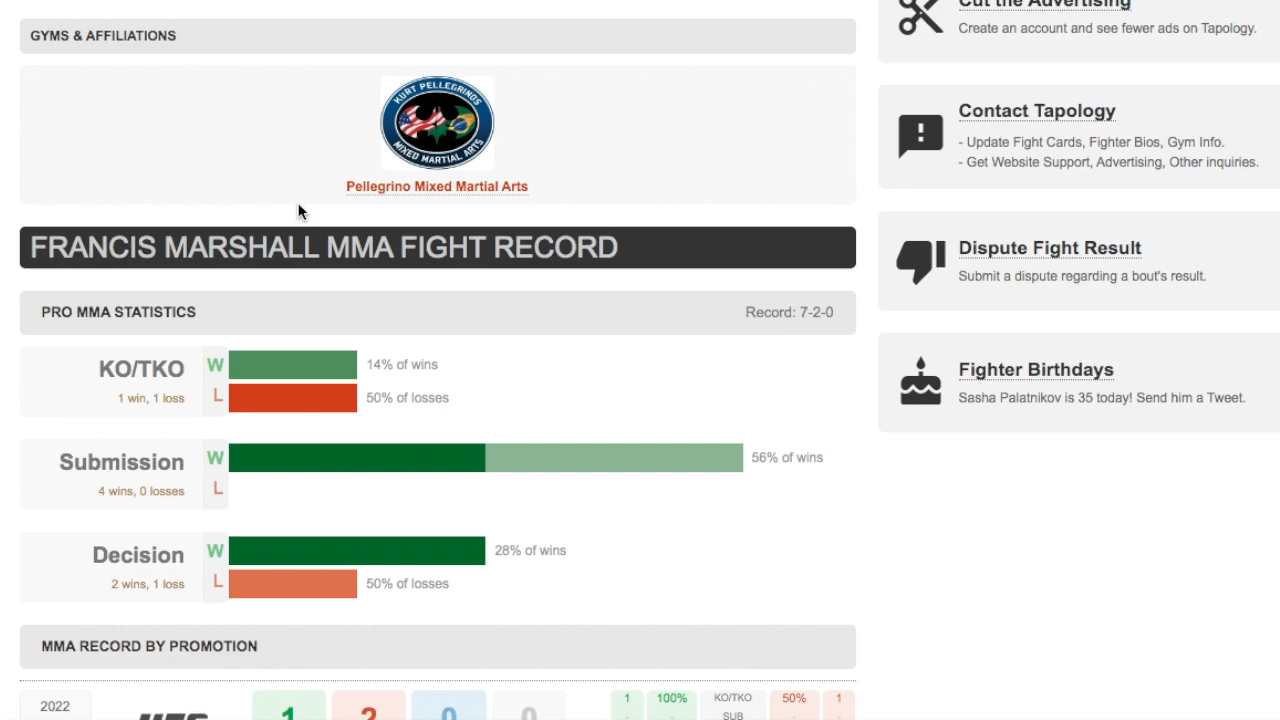 GYMS & AFFILIATIONS
KURT PELLEGRINOS
MIXED MARTIAL ARTS
Pellegrino Mixed Martial Arts
FRANCIS MARSHALL MMA FIGHT RECORD
PRO MMA STATISTICS Record: 7-2-0
KO/TKO W 14% of wins
1 win, 1 loss L 50% of losses
Submission W 56% of wins
4 wins, 0 losses L
Decision W 28% of wins
2 wins, 1 loss L 50% of losses
MMA RECORD BY PROMOTION
2022 UFC 1 2 0 0 1 100% KO/TKO 50% 1
- - SUB - -
Cut the Advertising
Create an account and see fewer ads on Tapology.
Contact Tapology
- Update Fight Cards, Fighter Bios, Gym Info.
- Get Website Support, Advertising, Other inquiries.
Dispute Fight Result
Submit a dispute regarding a bout's result.
Fighter Birthdays
Sasha Palatnikov is 35 today! Send him a Tweet.